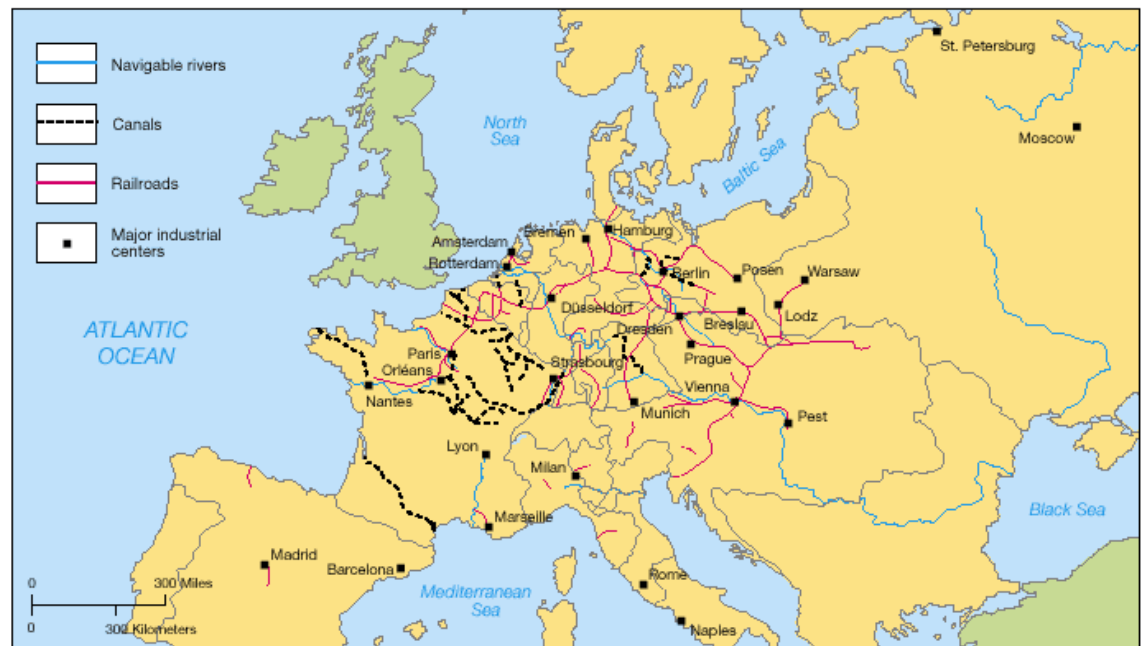 Navigable rivers
Canals
Railroads
Major industrial
centers
St. Petersburg
Moscow
North
Sea
Baltic Sea
Hamburg
Bremen
Amsterdam
Rotterdam
Berlin
Posen
Warsaw
Düsseldorf
Lodz
Breslau
Dresden
ATLANTIC
OCEAN
Paris
Prague
Strasbourg
Orléans
Vienna
Nantes
Munich
Pest
Lyon
Milan
Black Sea
Marseille
Madrid
Barcelona
Rome
Mediterranean
Sea
Naples
0
300 Miles
0
300 Kilometers